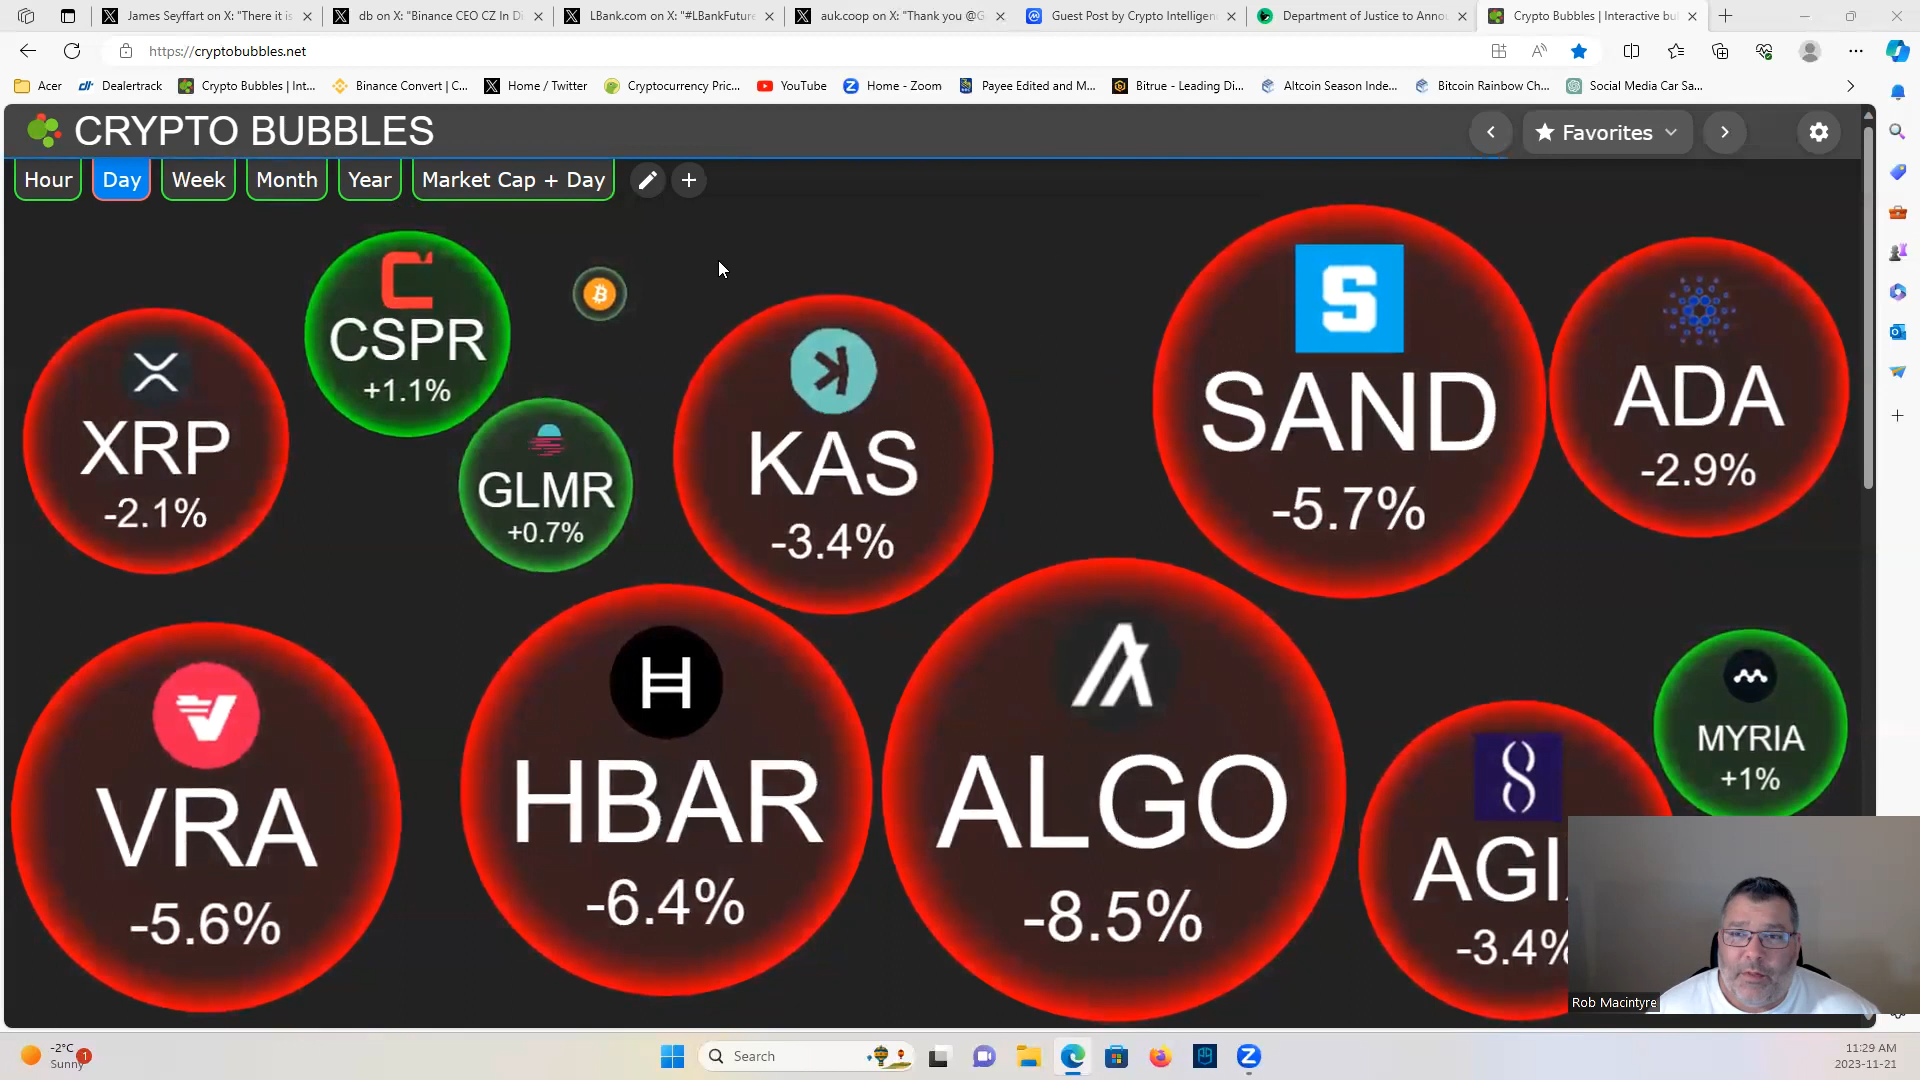 James Seyffart on X: "There it is
db on X: "Binance CEO CZ In Di
LBank.com on X: "#LBankFuture
auk.coop on X: "Thank you @G
Guest Post by Crypto Intelligen
Department of Justice to Annou
Crypto Bubbles | Interactive bu
https://cryptobubbles.net
Acer
Dealertrack
Crypto Bubbles | Int...
Binance Convert | C...
Home / Twitter
Cryptocurrency Pric...
YouTube
Home - Zoom
Payee Edited and M...
Bitrue - Leading Di...
Altcoin Season Inde...
Bitcoin Rainbow Ch...
Social Media Car Sa...
CRYPTO BUBBLES
Favorites
Hour
Day
Week
Month
Year
Market Cap + Day
XRP
-2.1%
CSPR
+1.1%
GLMR
+0.7%
KAS
-3.4%
SAND
-5.7%
ADA
-2.9%
VRA
-5.6%
HBAR
-6.4%
ALGO
-8.5%
MYRIA
+1%
AGI
-3.4%
Rob Macintyre
-2°C
Sunny
1
Search
11:29 AM
2023-11-21